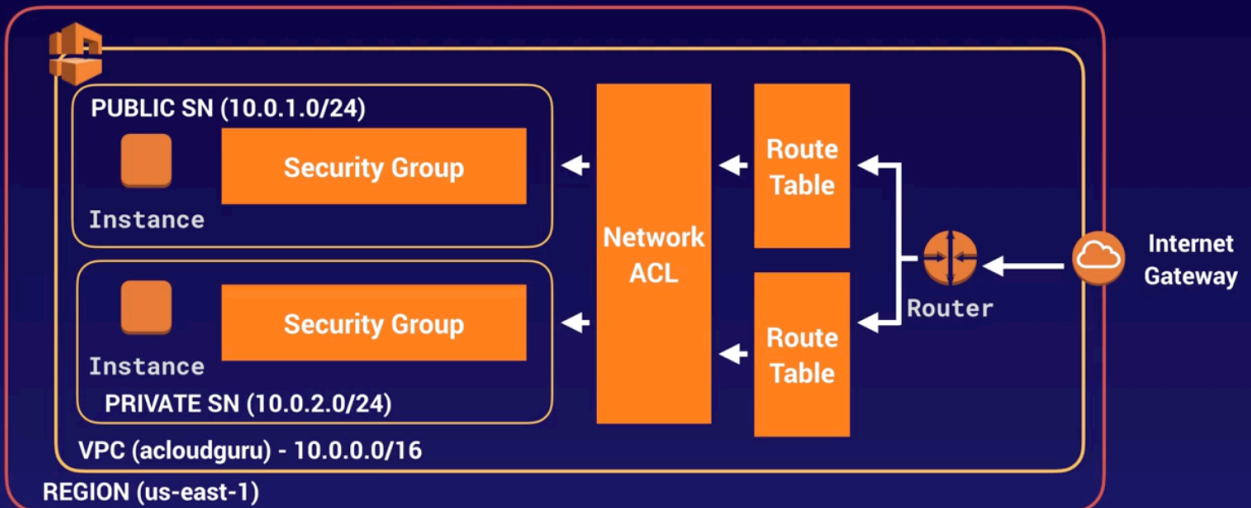 PUBLIC SN (10.0.1.0/24)
Instance
Security Group
Instance
Security Group
PRIVATE SN (10.0.2.0/24)
VPC (acloudguru) - 10.0.0.0/16
REGION (us-east-1)
Network
ACL
Route
Table
Route
Table
Router
Internet
Gateway